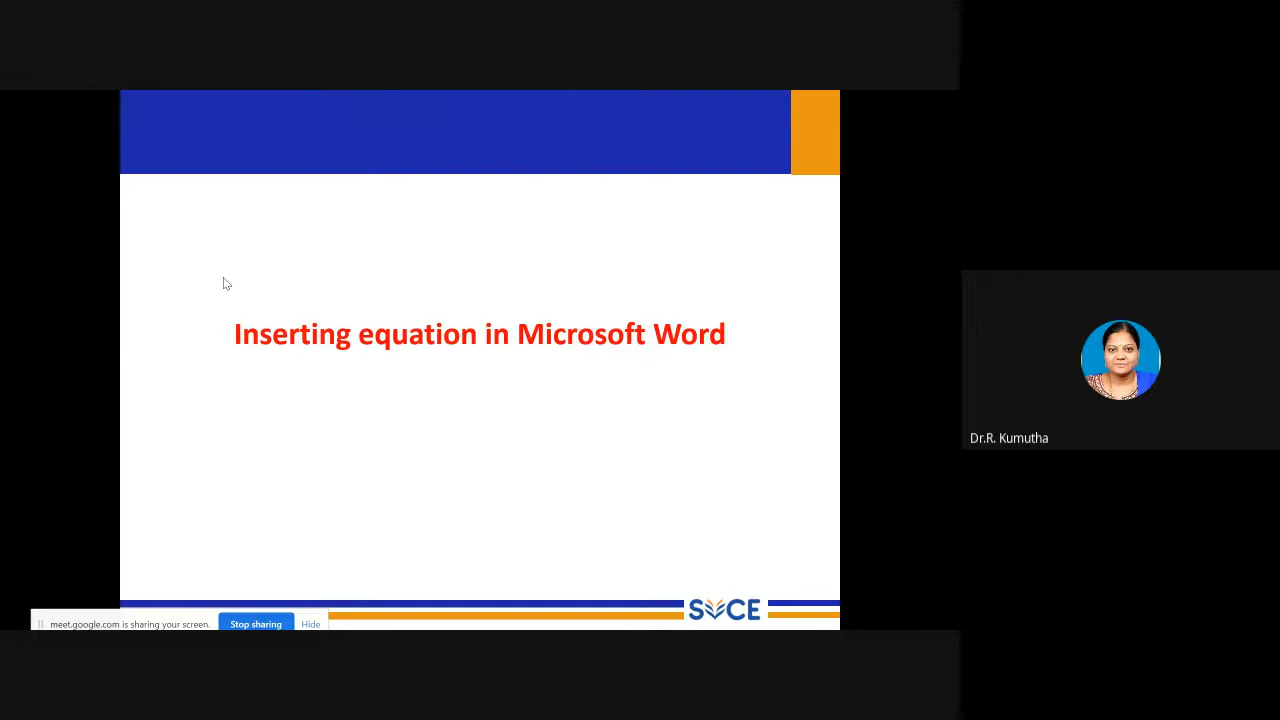 Inserting equation in Microsoft Word
Dr.R. Kumutha
SVCE
meet.google.com is sharing your screen.
Stop sharing
Hide